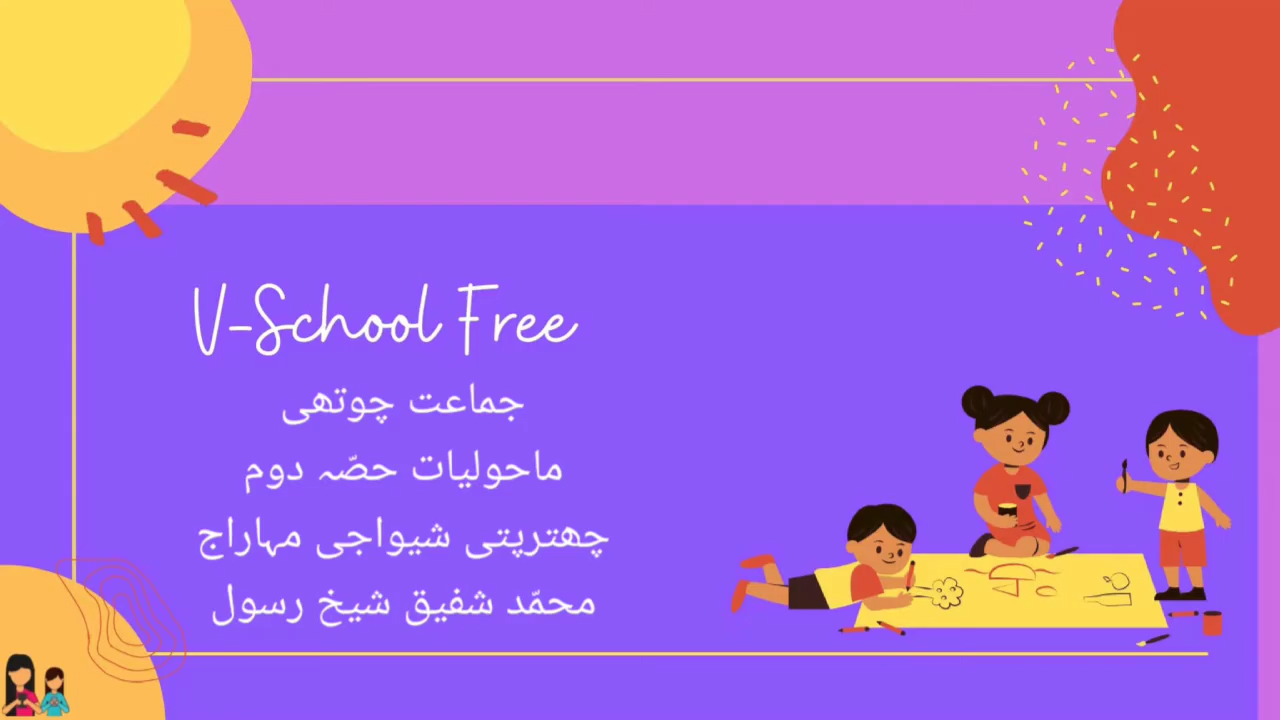 V-School Free
جماعت چوتھی
ماحولیات حصّہ دوم
چھترپتی شیواجی مہاراج
محمّد شفیق شیخ رسول